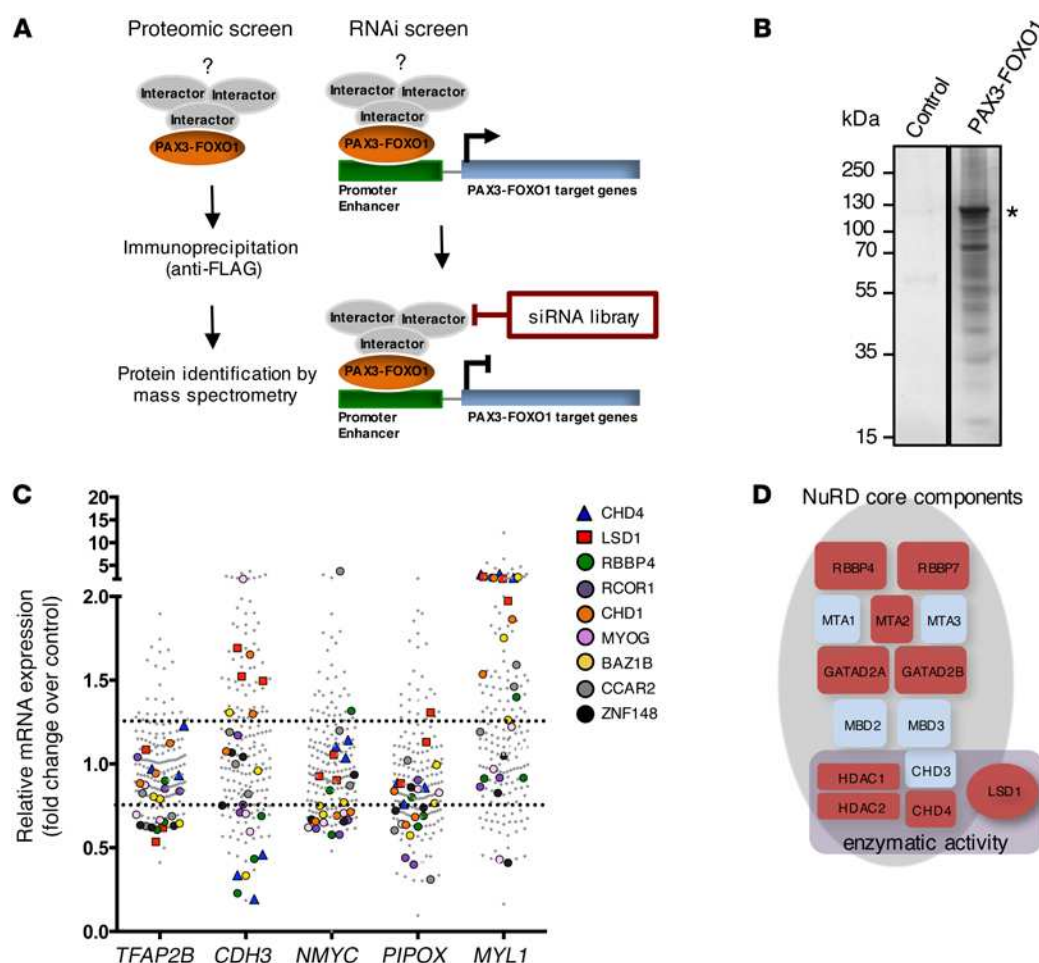 A
Proteomic screen
RNAi screen
?
?
Interactor
Interactor
Interactor
PAX3-FOXO1
Interactor
Interactor
Interactor
PAX3-FOXO1
Promoter
Enhancer
PAX3-FOXO1 target genes
Immunoprecipitation
(anti-FLAG)
Protein identification by
mass spectrometry
Interactor
Interactor
Interactor
siRNA library
PAX3-FOXO1
Promoter
Enhancer
PAX3-FOXO1 target genes
B
kDa
Control
PAX3-FOXO1
250
130
100
70
55
35
15
*
C
Relative mRNA expression
(fold change over control)
20
15
10
5
2.0
1.5
1.0
0.5
0.0
TFAP2B
CDH3
NMYC
PIPOX
MYL1
CHD4
LSD1
RBBP4
RCOR1
CHD1
MYOG
BAZ1B
CCAR2
ZNF148
D
NuRD core components
RBBP4
RBBP7
MTA1
MTA2
MTA3
GATAD2A
GATAD2B
MBD2
MBD3
HDAC1
CHD3
HDAC2
CHD4
LSD1
enzymatic activity